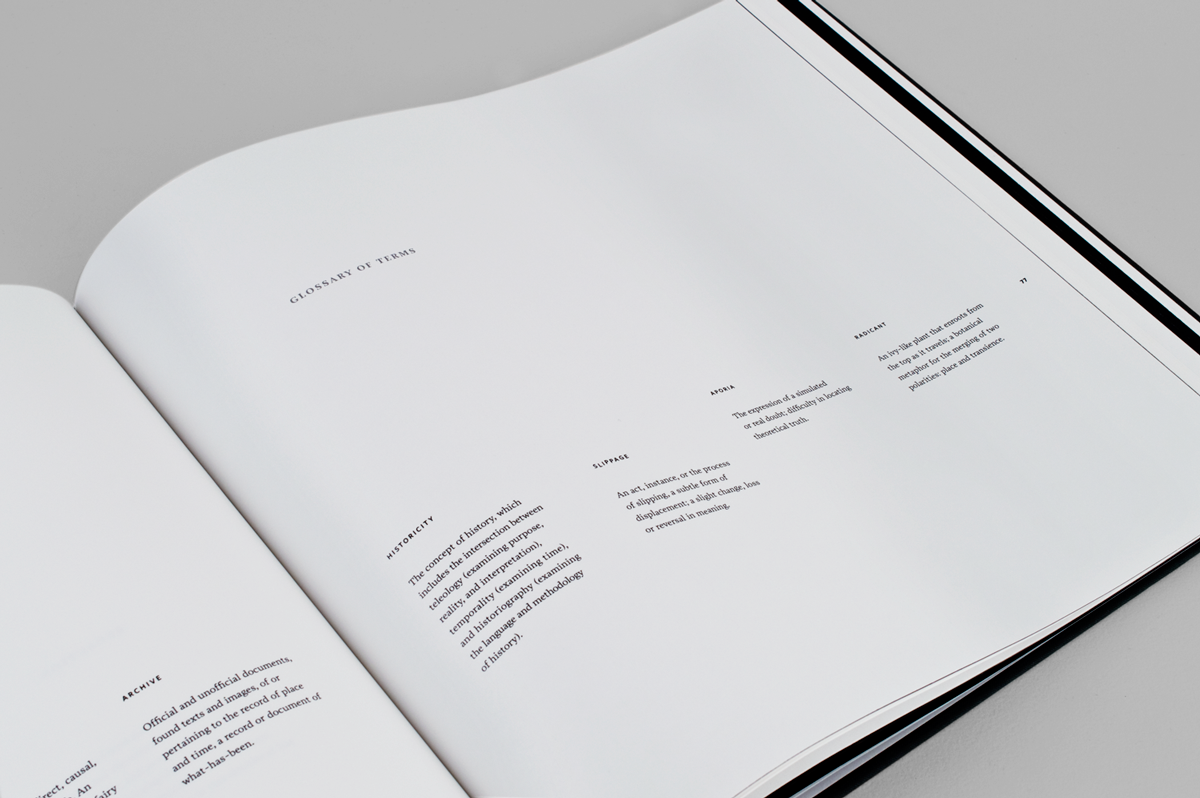 irect, causal,
An
fairy
ARCHIVE
Official and unofficial documents,
found texts and images, of or
pertaining to the record of place
and time, a record or document of
what-has-been.
GLOSSARY OF TERMS
HISTORICITY
The concept of history, which
includes the intersection between
teleology (examining purpose,
reality, and interpretation),
temporality (examining time),
and historiography (examining
the language and methodology
of history).
SLIPPAGE
An act, instance, or the process
of slipping, a subtle form of
displacement; a slight change, loss
or reversal in meaning.
APORIA
The expression of a simulated
or real doubt; difficulty in locating
theoretical truth.
RADICANT
An ivy-like plant that enroots from
the top as it travels; a botanical
metaphor for the merging of two
polarities: place and transience.
77